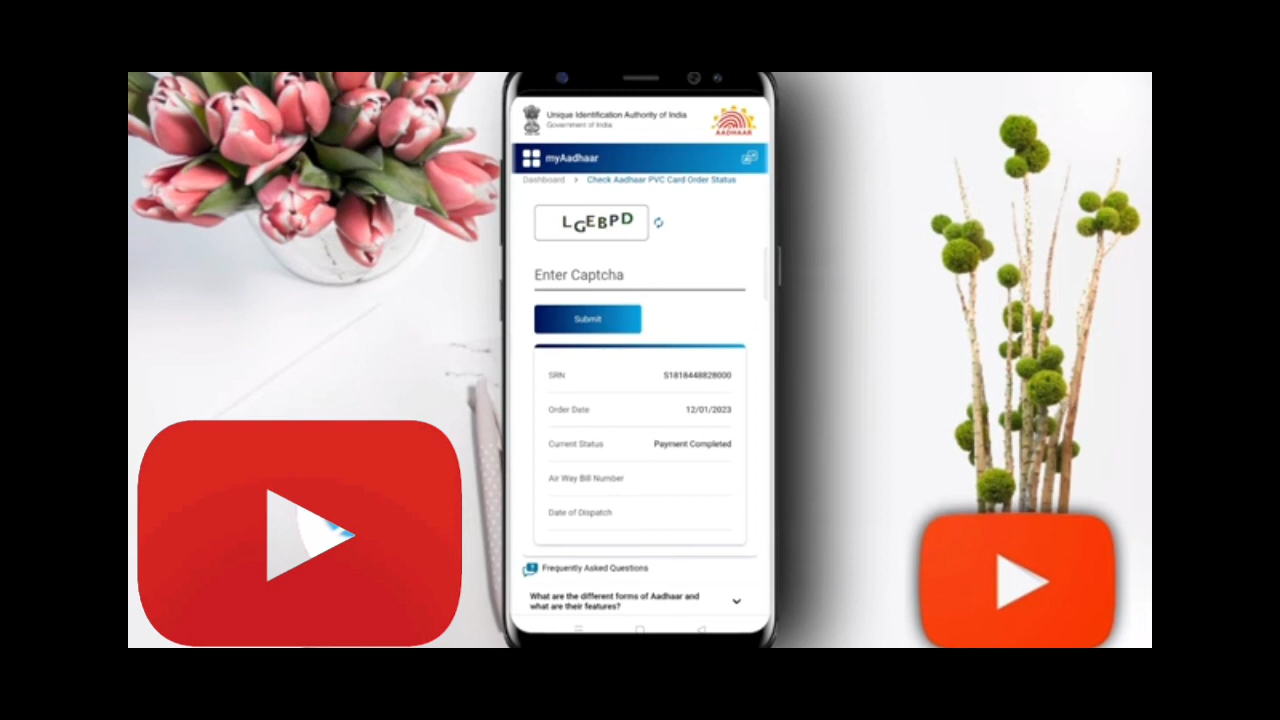 Unique Identification Authority of India
Government of India
AADHAAR
myAadhaar
Dashboard > Check Aadhaar PVC Card Order Status
LGEBPD
Enter Captcha
Submit
SRN S1818448828000
Order Date 12/01/2023
Current Status Payment Completed
Air Way Bill Number
Date of Dispatch
Frequently Asked Questions
What are the different forms of Aadhaar and
what are their features?